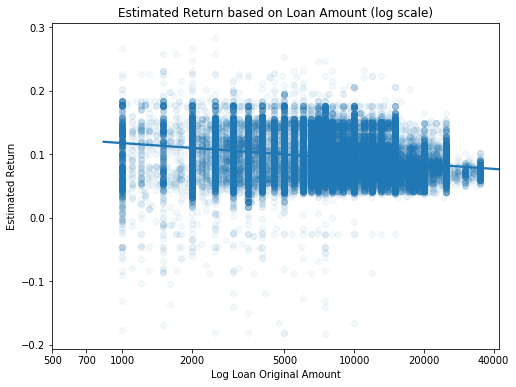 Estimated Return based on Loan Amount (log scale)
0.3
0.2
0.1
0.0
−0.1
−0.2
Estimated Return
500 700 1000 2000 5000 10000 20000 40000
Log Loan Original Amount